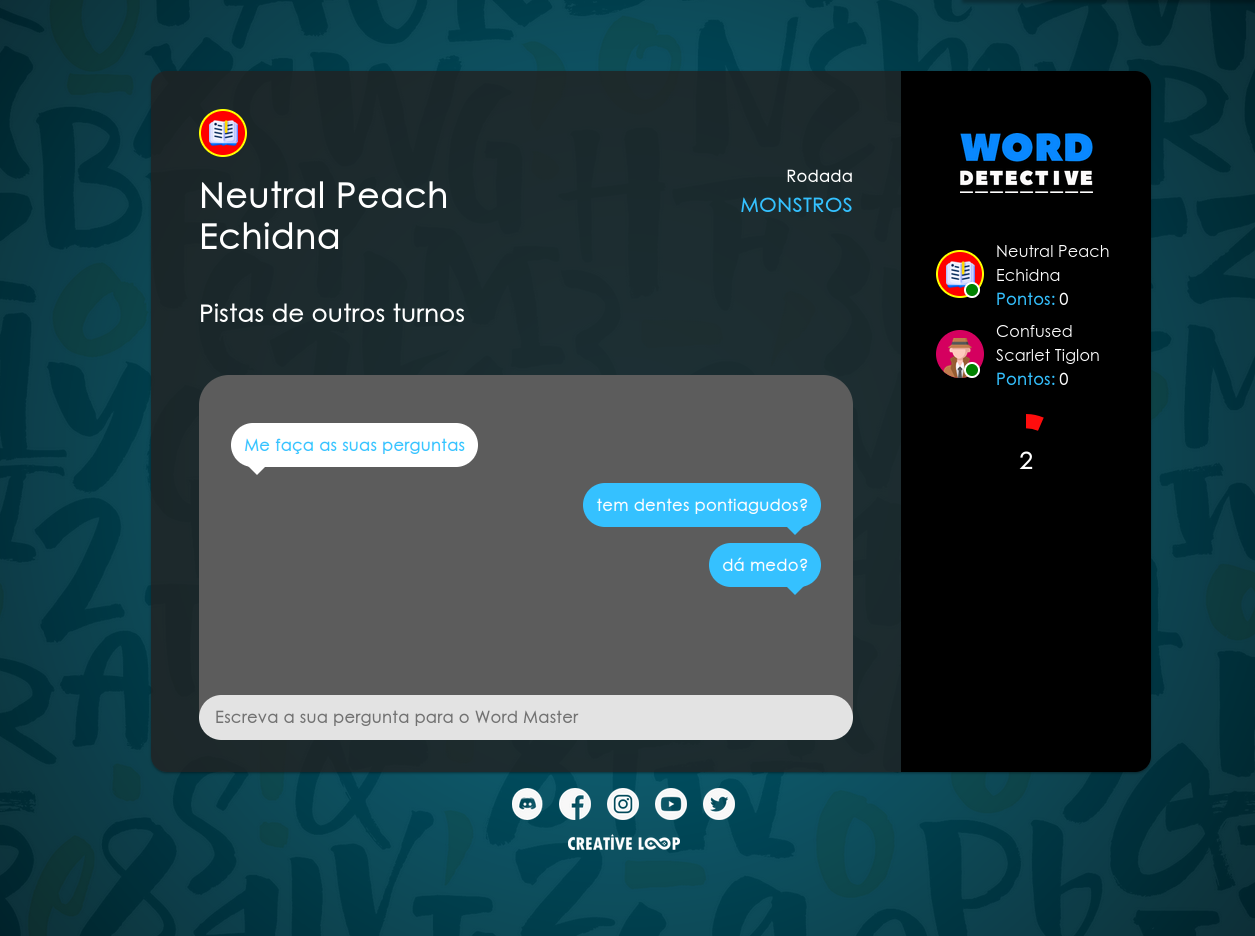 Neutral Peach
Echidna
Rodada
MONSTROS
Pistas de outros turnos
Me faça as suas perguntas
tem dentes pontiagudos?
dá medo?
Escreva a sua pergunta para o Word Master
WORD
DETECTIVE
Neutral Peach
Echidna
Pontos: 0
Confused
Scarlet Tiglon
Pontos: 0
2
CREATIVE LOOP